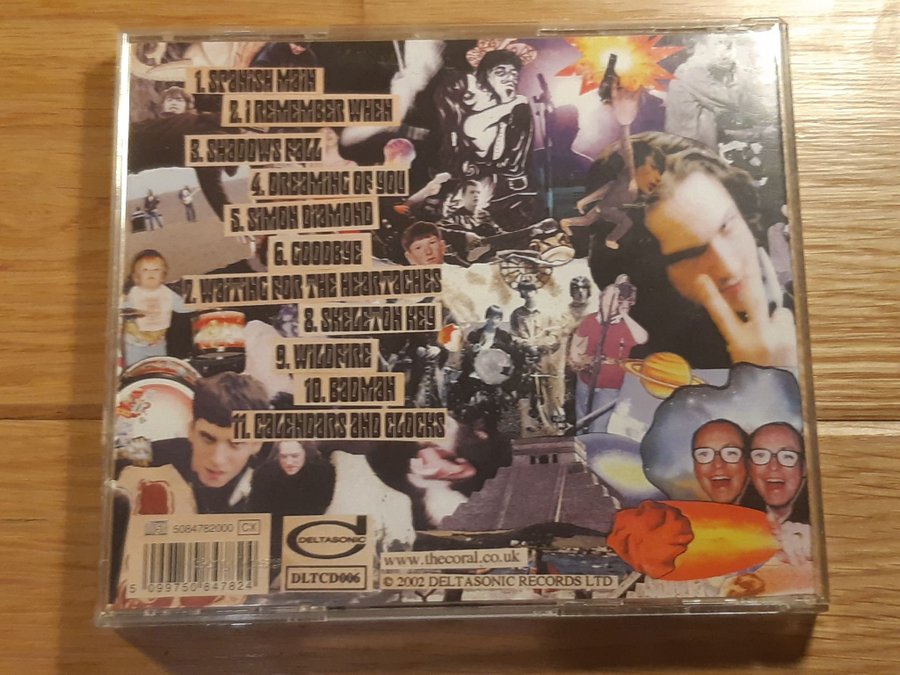 1. SPANISH MAIN
2. I REMEMBER WHEN
3. SHADOWS FALL
4. DREAMING OF YOU
5. SIMON DIAMOND
6. GOODBYE
7. WAITING FOR THE HEARTACHES
8. SKELETON KEY
9. WILDFIRE
10. BADMAN
11. CALENDARS AND CLOCKS
5084782000 CX
5 099750 847824
C
DELTASONIC
DLTCD006
www.thecoral.co.uk
© 2002 DELTASONIC RECORDS LTD